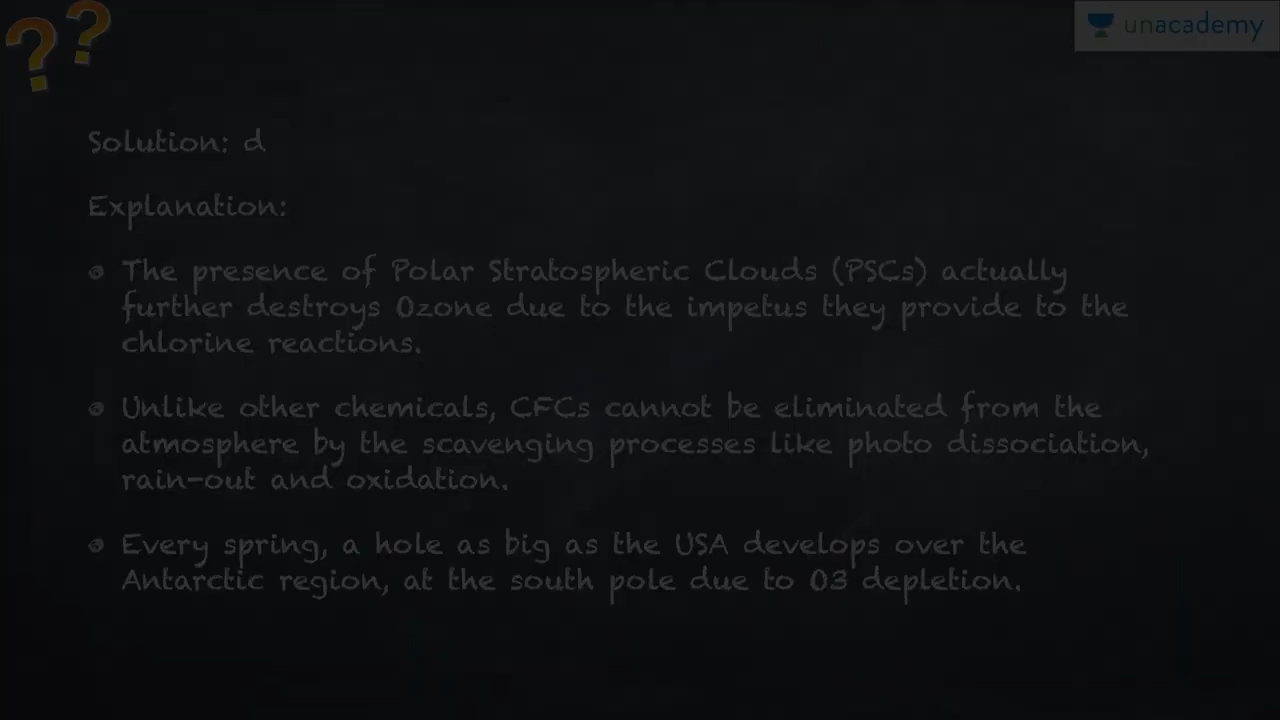 ??
unacademy
Solution: d
Explanation:
The presence of Polar Stratospheric Clouds (PSCs) actually
further destroys Ozone due to the impetus they provide to the
chlorine reactions.
Unlike other chemicals, CFCs cannot be eliminated from the
atmosphere by the scavenging processes like photo dissociation,
rain-out and oxidation.
Every spring, a hole as big as the USA develops over the
Antarctic region, at the south pole due to O3 depletion.